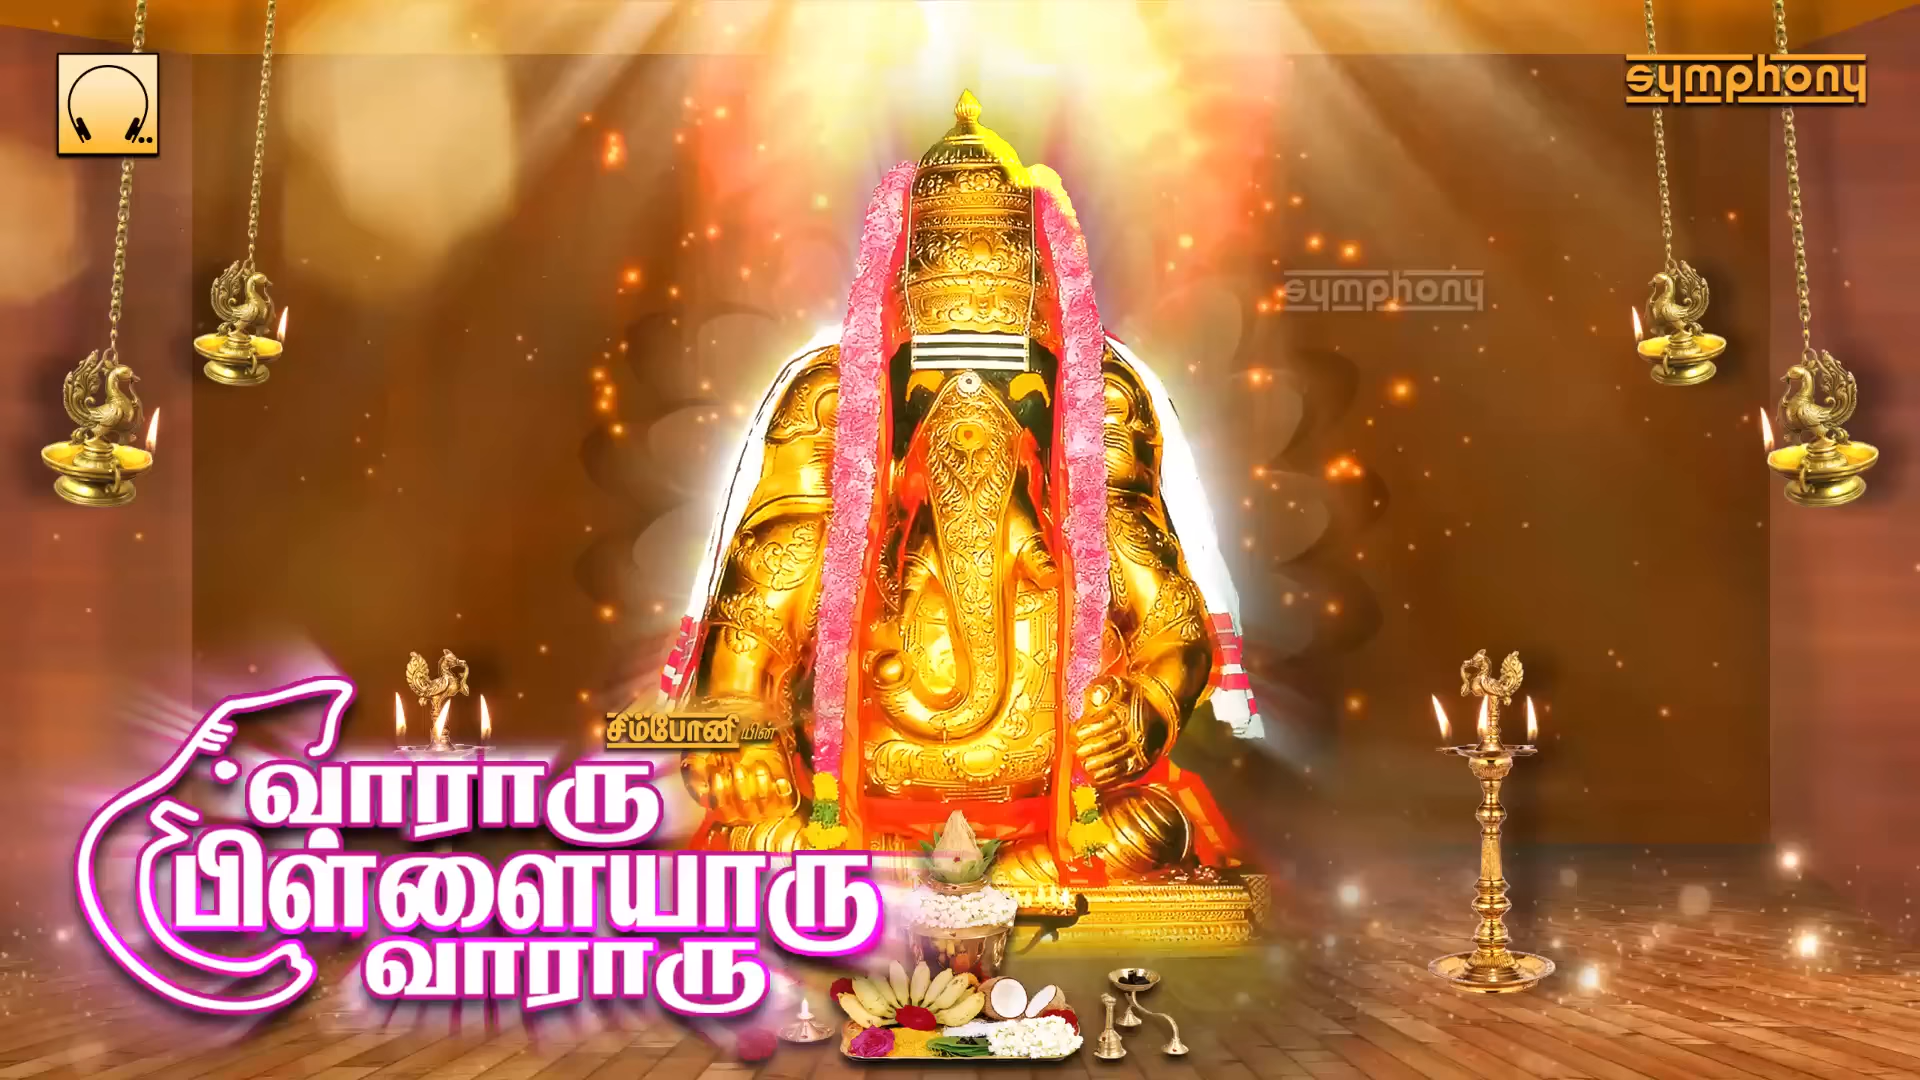 symphony
symphony
சிம்போனி யின்
வாராரு
பிள்ளையாரு
வாராரு